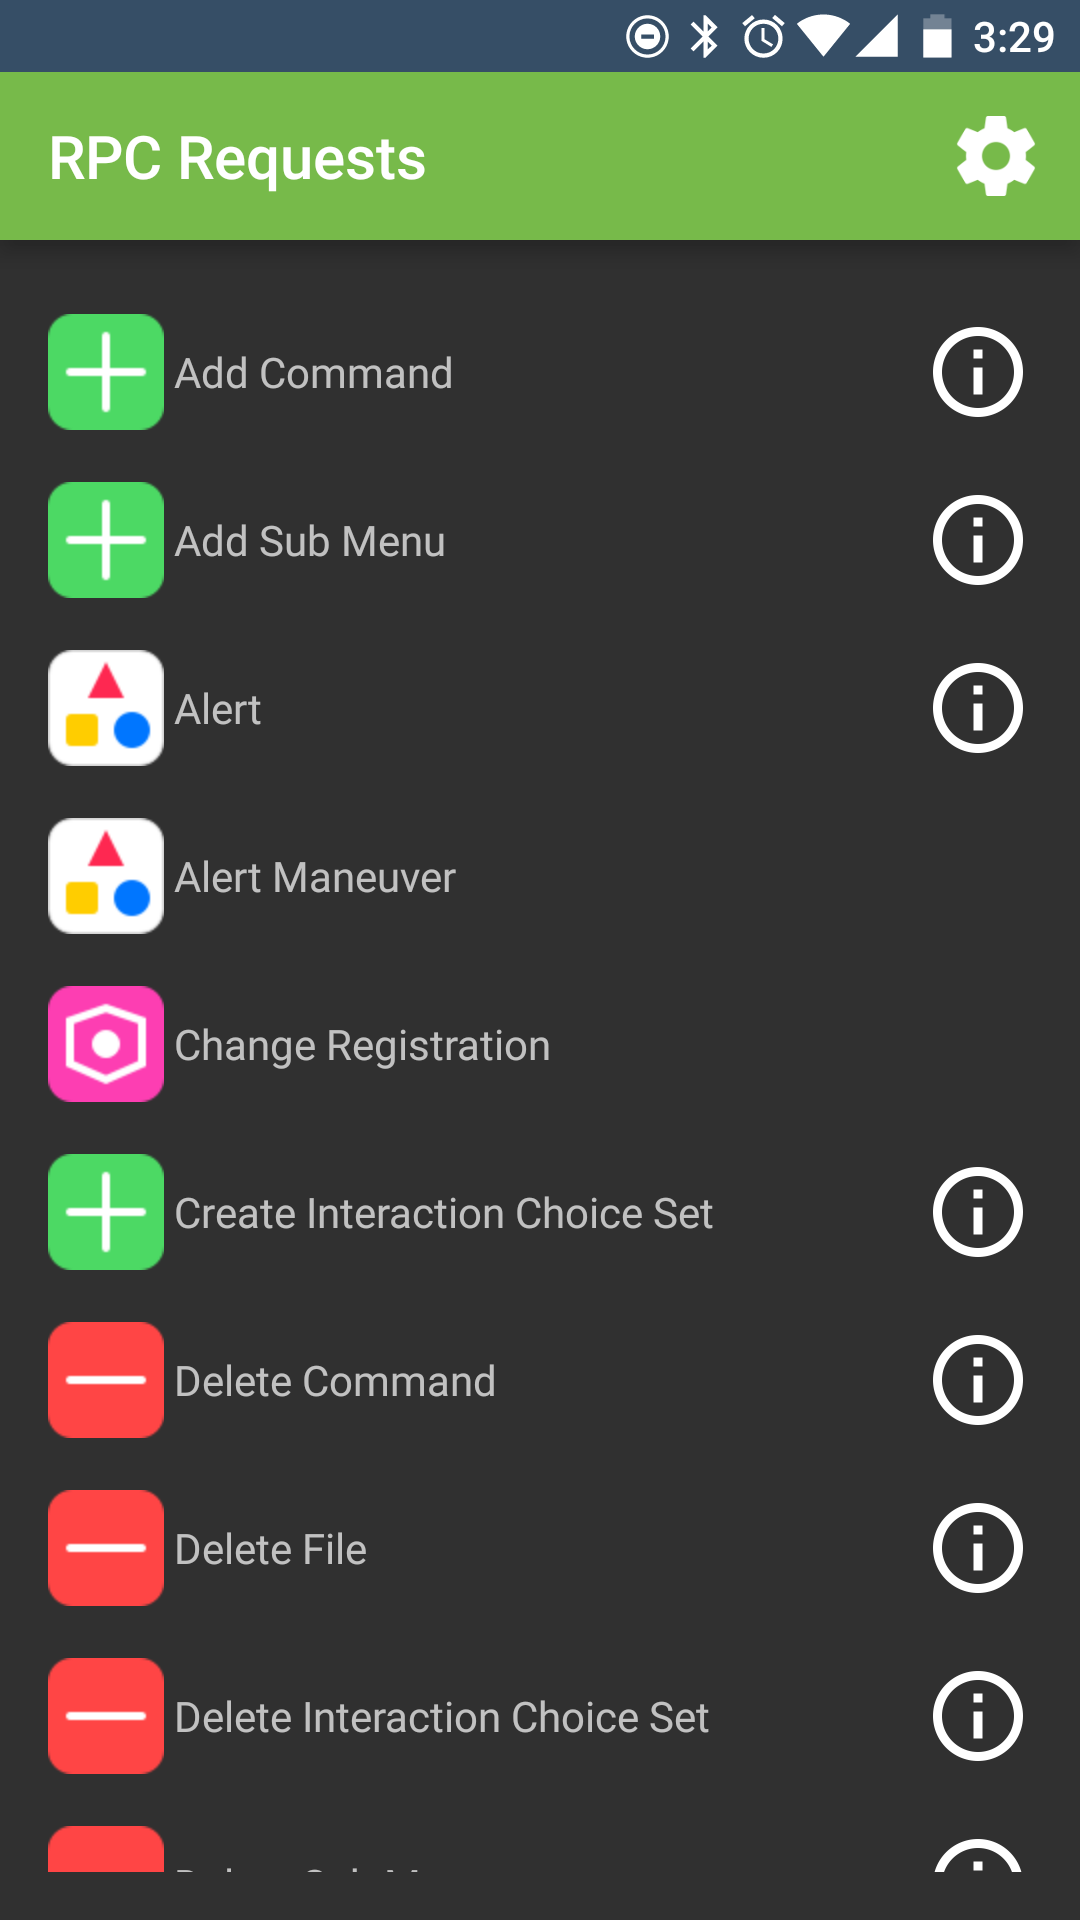 3:29
RPC Requests
Add Command
Add Sub Menu
Alert
Alert Maneuver
Change Registration
Create Interaction Choice Set
Delete Command
Delete File
Delete Interaction Choice Set